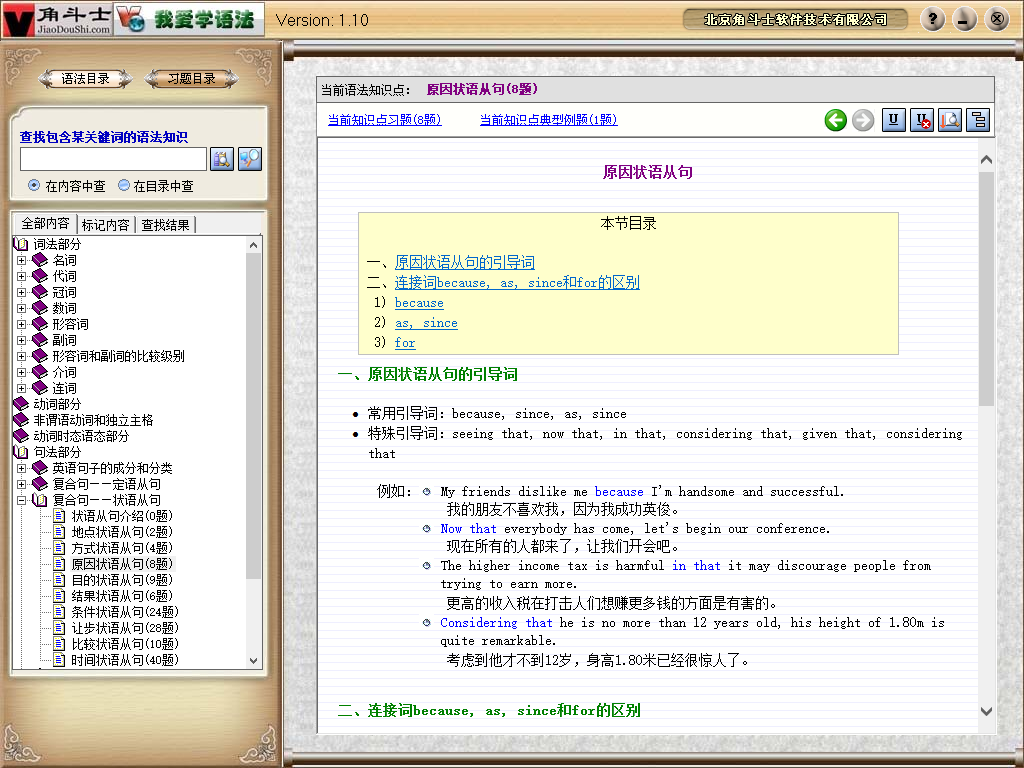 角斗士
JiaoDouShi.com
我爱学语法
Version: 1.10
北京角斗士软件技术有限公司
语法目录
习题目录
查找包含某关键词的语法知识
在内容中查
在目录中查
全部内容
标记内容
查找结果
词法部分
名词
代词
冠词
数词
形容词
副词
形容词和副词的比较级别
介词
连词
动词部分
非谓语动词和独立主格
动词时态语态部分
句法部分
英语句子的成分和分类
复合句－－定语从句
复合句－－状语从句
状语从句介绍(0题)
地点状语从句(2题)
方式状语从句(4题)
原因状语从句(8题)
目的状语从句(9题)
结果状语从句(6题)
条件状语从句(24题)
让步状语从句(28题)
比较状语从句(10题)
时间状语从句(40题)
当前语法知识点： 原因状语从句(8题)
当前知识点习题(8题)
当前知识点典型例题(1题)
原因状语从句
本节目录
一、原因状语从句的引导词
二、连接词because, as, since和for的区别
1) because
2) as, since
3) for
一、原因状语从句的引导词
常用引导词：because, since, as, since
特殊引导词：seeing that, now that, in that, considering that, given that, considering
that
例如： My friends dislike me because I'm handsome and successful.
我的朋友不喜欢我，因为我成功英俊。
Now that everybody has come, let's begin our conference.
现在所有的人都来了，让我们开会吧。
The higher income tax is harmful in that it may discourage people from
trying to earn more.
更高的收入税在打击人们想赚更多钱的方面是有害的。
Considering that he is no more than 12 years old, his height of 1.80m is
quite remarkable.
考虑到他才不到12岁，身高1.80米已经很惊人了。
二、连接词because, as, since和for的区别